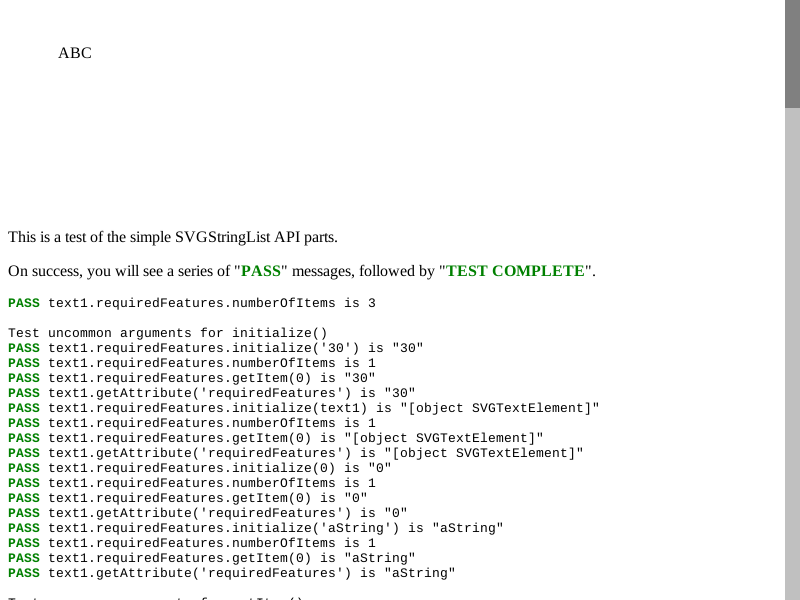 ABC
This is a test of the simple SVGStringList API parts.
On success, you will see a series of "PASS" messages, followed by "TEST COMPLETE".
PASS text1.requiredFeatures.numberOfItems is 3
Test uncommon arguments for initialize()
PASS text1.requiredFeatures.initialize('30') is "30"
PASS text1.requiredFeatures.numberOfItems is 1
PASS text1.requiredFeatures.getItem(0) is "30"
PASS text1.getAttribute('requiredFeatures') is "30"
PASS text1.requiredFeatures.initialize(text1) is "[object SVGTextElement]"
PASS text1.requiredFeatures.numberOfItems is 1
PASS text1.requiredFeatures.getItem(0) is "[object SVGTextElement]"
PASS text1.getAttribute('requiredFeatures') is "[object SVGTextElement]"
PASS text1.requiredFeatures.initialize(0) is "0"
PASS text1.requiredFeatures.numberOfItems is 1
PASS text1.requiredFeatures.getItem(0) is "0"
PASS text1.getAttribute('requiredFeatures') is "0"
PASS text1.requiredFeatures.initialize('aString') is "aString"
PASS text1.requiredFeatures.numberOfItems is 1
PASS text1.requiredFeatures.getItem(0) is "aString"
PASS text1.getAttribute('requiredFeatures') is "aString"